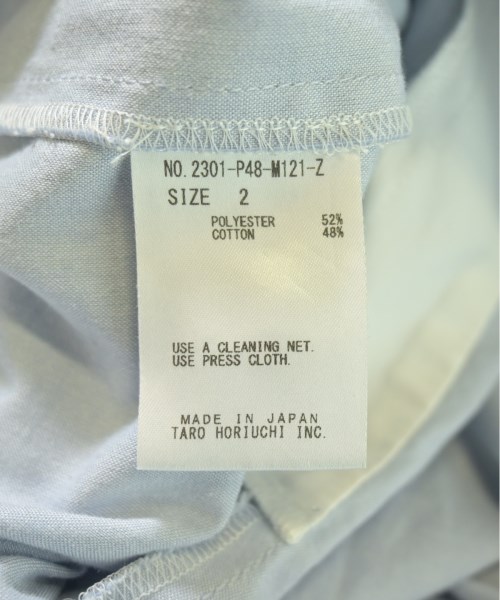 NO. 2301-P48-M121-Z
SIZE 2
POLYESTER 52%
COTTON 48%
USE A CLEANING NET.
USE PRESS CLOTH.
MADE IN JAPAN
TARO HORIUCHI INC.